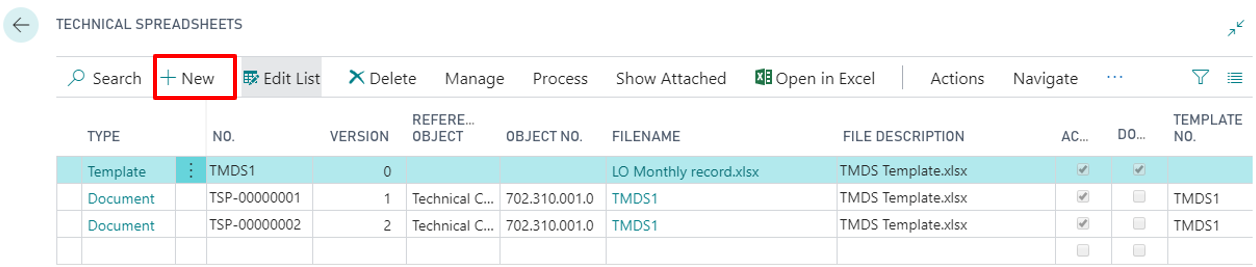 TECHNICAL SPREADSHEETS
Search New Edit List Delete Manage Process Show Attached Open in Excel Actions Navigate ...
TYPE NO. VERSION REFERE... OBJECT OBJECT NO. FILENAME FILE DESCRIPTION AC... DO... TEMPLATE NO.
Template TMDS1 0 LO Monthly record.xlsx TMDS Template.xlsx
Document TSP-00000001 1 Technical C... 702.310.001.0 TMDS1 TMDS Template.xlsx TMDS1
Document TSP-00000002 2 Technical C... 702.310.001.0 TMDS1 TMDS Template.xlsx TMDS1